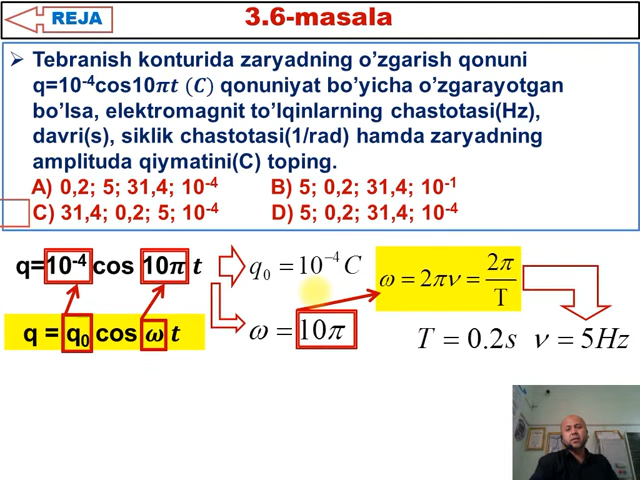 REJA
3.6-masala
➢ Tebranish konturida zaryadning o’zgarish qonuni
q=10⁻⁴cos10𝝅𝒕 (𝑪) qonuniyat bo’yicha o’zgarayotgan
bo’lsa, elektromagnit to’lqinlarning chastotasi(Hz),
davri(s), siklik chastotasi(1/rad) hamda zaryadning
amplituda qiymatini(C) toping.
A) 0,2; 5; 31,4; 10⁻⁴ B) 5; 0,2; 31,4; 10⁻¹
C) 31,4; 0,2; 5; 10⁻⁴ D) 5; 0,2; 31,4; 10⁻⁴
q=10⁻⁴ cos 10𝝅 t
q₀ = 10⁻⁴ C
ω = 2πν = 2π/T
q = q₀ cos ω t
ω = 10π
T = 0.2s ν = 5Hz